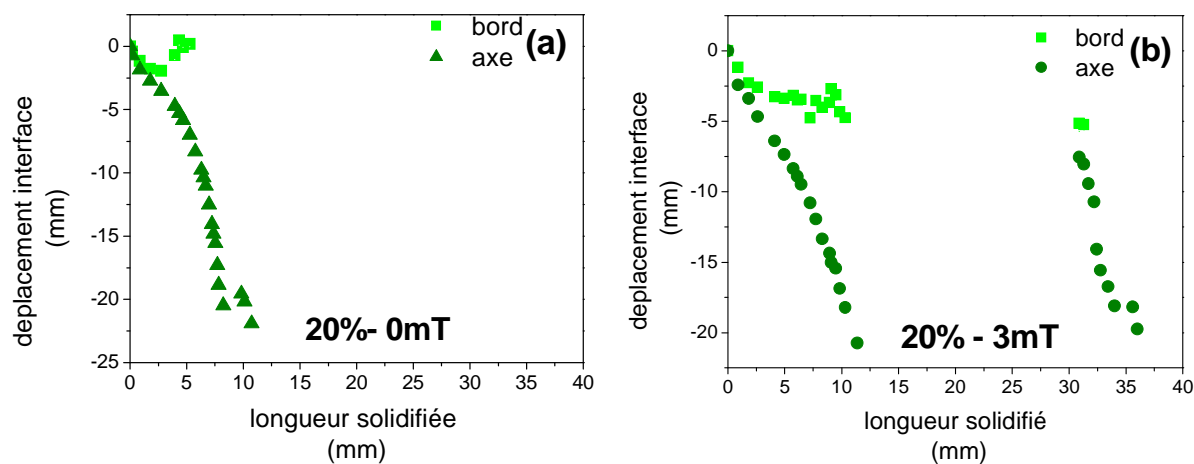 bord
axe
(a)
deplacement interface
(mm)
0
-5
-10
-15
-20
-25
20%- 0mT
0 5 10 15 20 25 30 35 40
longueur solidifiée
(mm)
bord
axe
(b)
deplacement interface
(mm)
0
-5
-10
-15
-20
20% - 3mT
0 5 10 15 20 25 30 35 40
longueur solidifié
(mm)